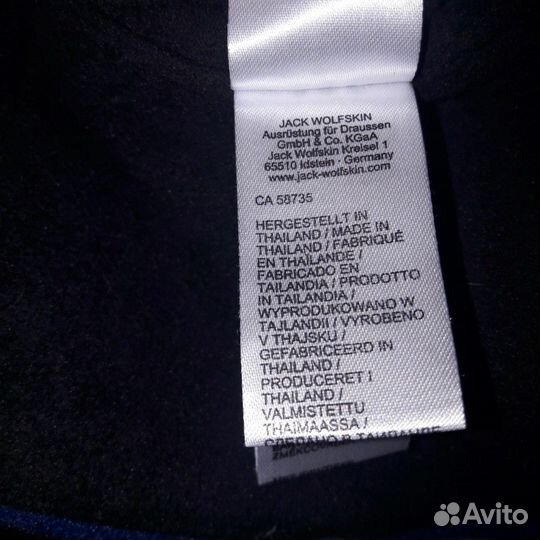 JACK WOLFSKIN
Ausrüstung für Draussen
GmbH & Co. KGaA
Jack Wolfskin Kreisel 1
65510 Idstein · Germany
www.jack-wolfskin.com
CA 58735
HERGESTELLT IN
THAILAND / MADE IN
THAILAND / FABRIQUÉ
EN THAÏLANDE /
FABRICADO EN
TAILANDIA / PRODOTTO
IN TAILANDIA /
WYPRODUKOWANO W
TAJLANDII / VYROBENO
V THAJSKU /
GEFABRICEERD IN
THAILAND /
PRODUCERET I
THAILAND /
VALMISTETTU
THAIMAASSA /
Avito